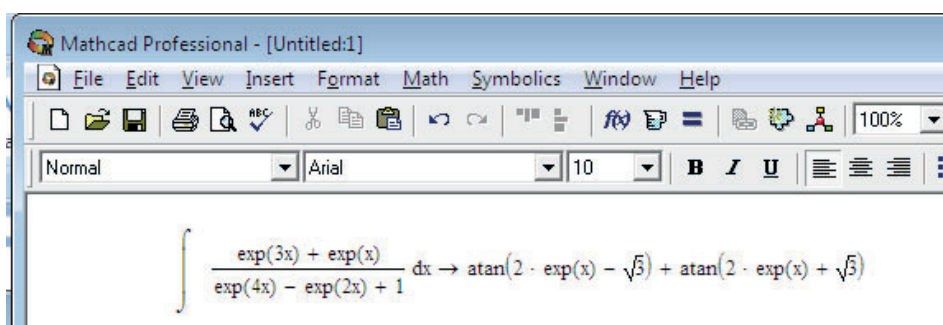 Mathcad Professional - [Untitled:1]
File Edit View Insert Format Math Symbolics Window Help
ABC f(x) = 100%
Normal Arial 10 B I U
∫ (exp(3x) + exp(x))/(exp(4x) − exp(2x) + 1) dx → atan(2 · exp(x) − √3) + atan(2 · exp(x) + √3)